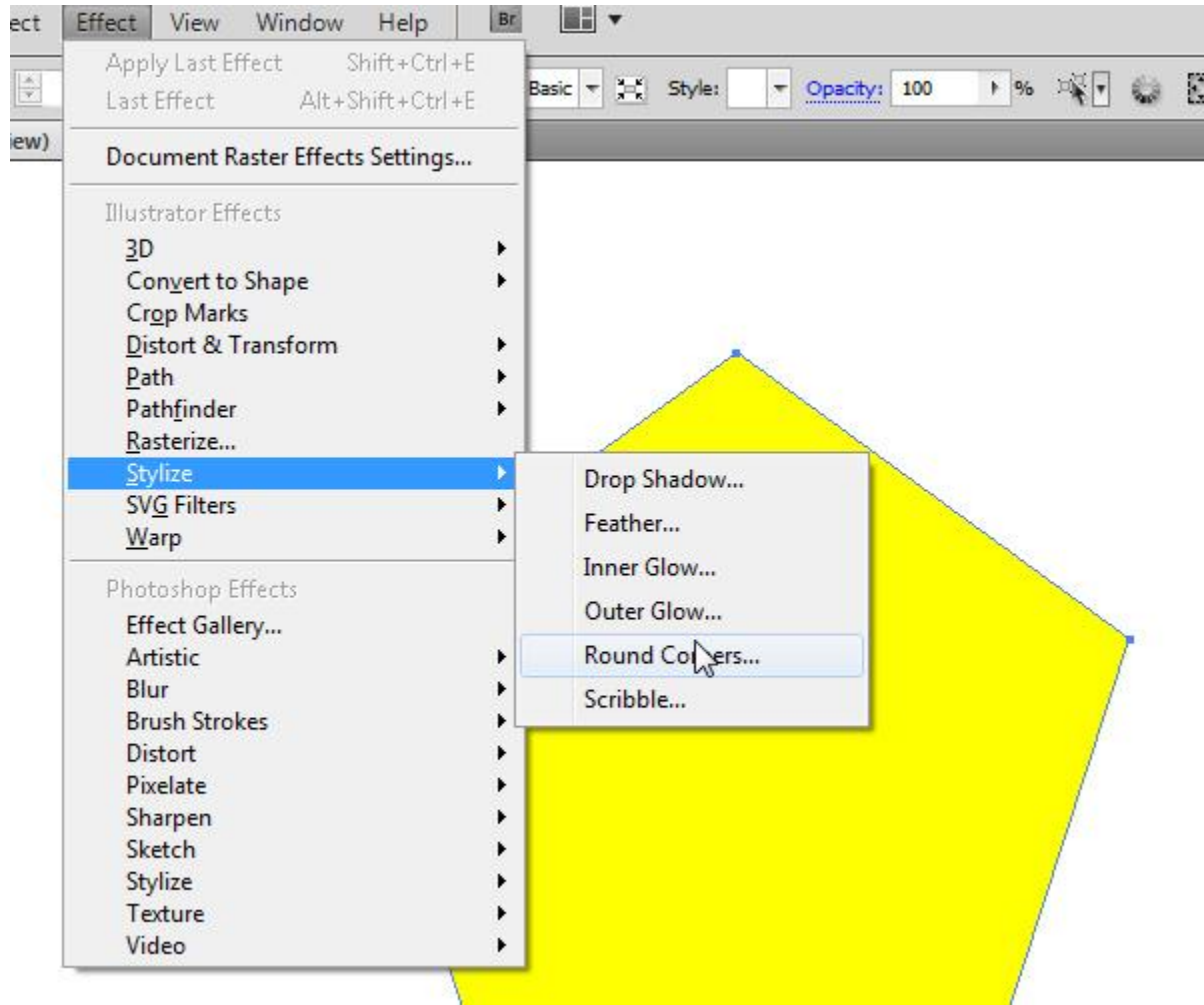 ect Effect View Window Help Br
Apply Last Effect Shift+Ctrl+E
Last Effect Alt+Shift+Ctrl+E
Basic Style: Opacity: 100 %
iew)
Document Raster Effects Settings...
Illustrator Effects
3D
Convert to Shape
Crop Marks
Distort & Transform
Path
Pathfinder
Rasterize...
Stylize
SVG Filters
Warp
Drop Shadow...
Feather...
Inner Glow...
Outer Glow...
Round Corners...
Scribble...
Photoshop Effects
Effect Gallery...
Artistic
Blur
Brush Strokes
Distort
Pixelate
Sharpen
Sketch
Stylize
Texture
Video